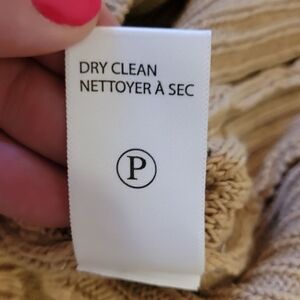 DRY CLEAN
NETTOYER À SEC
P